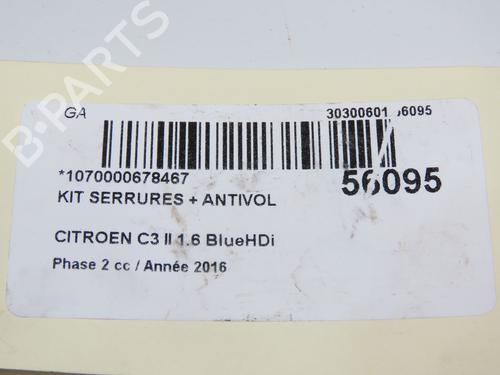 GA
30300601 56095
*1070000678467
56095
KIT SERRURES + ANTIVOL
CITROEN C3 II 1.6 BlueHDi
Phase 2 cc / Année 2016
B-PARTS